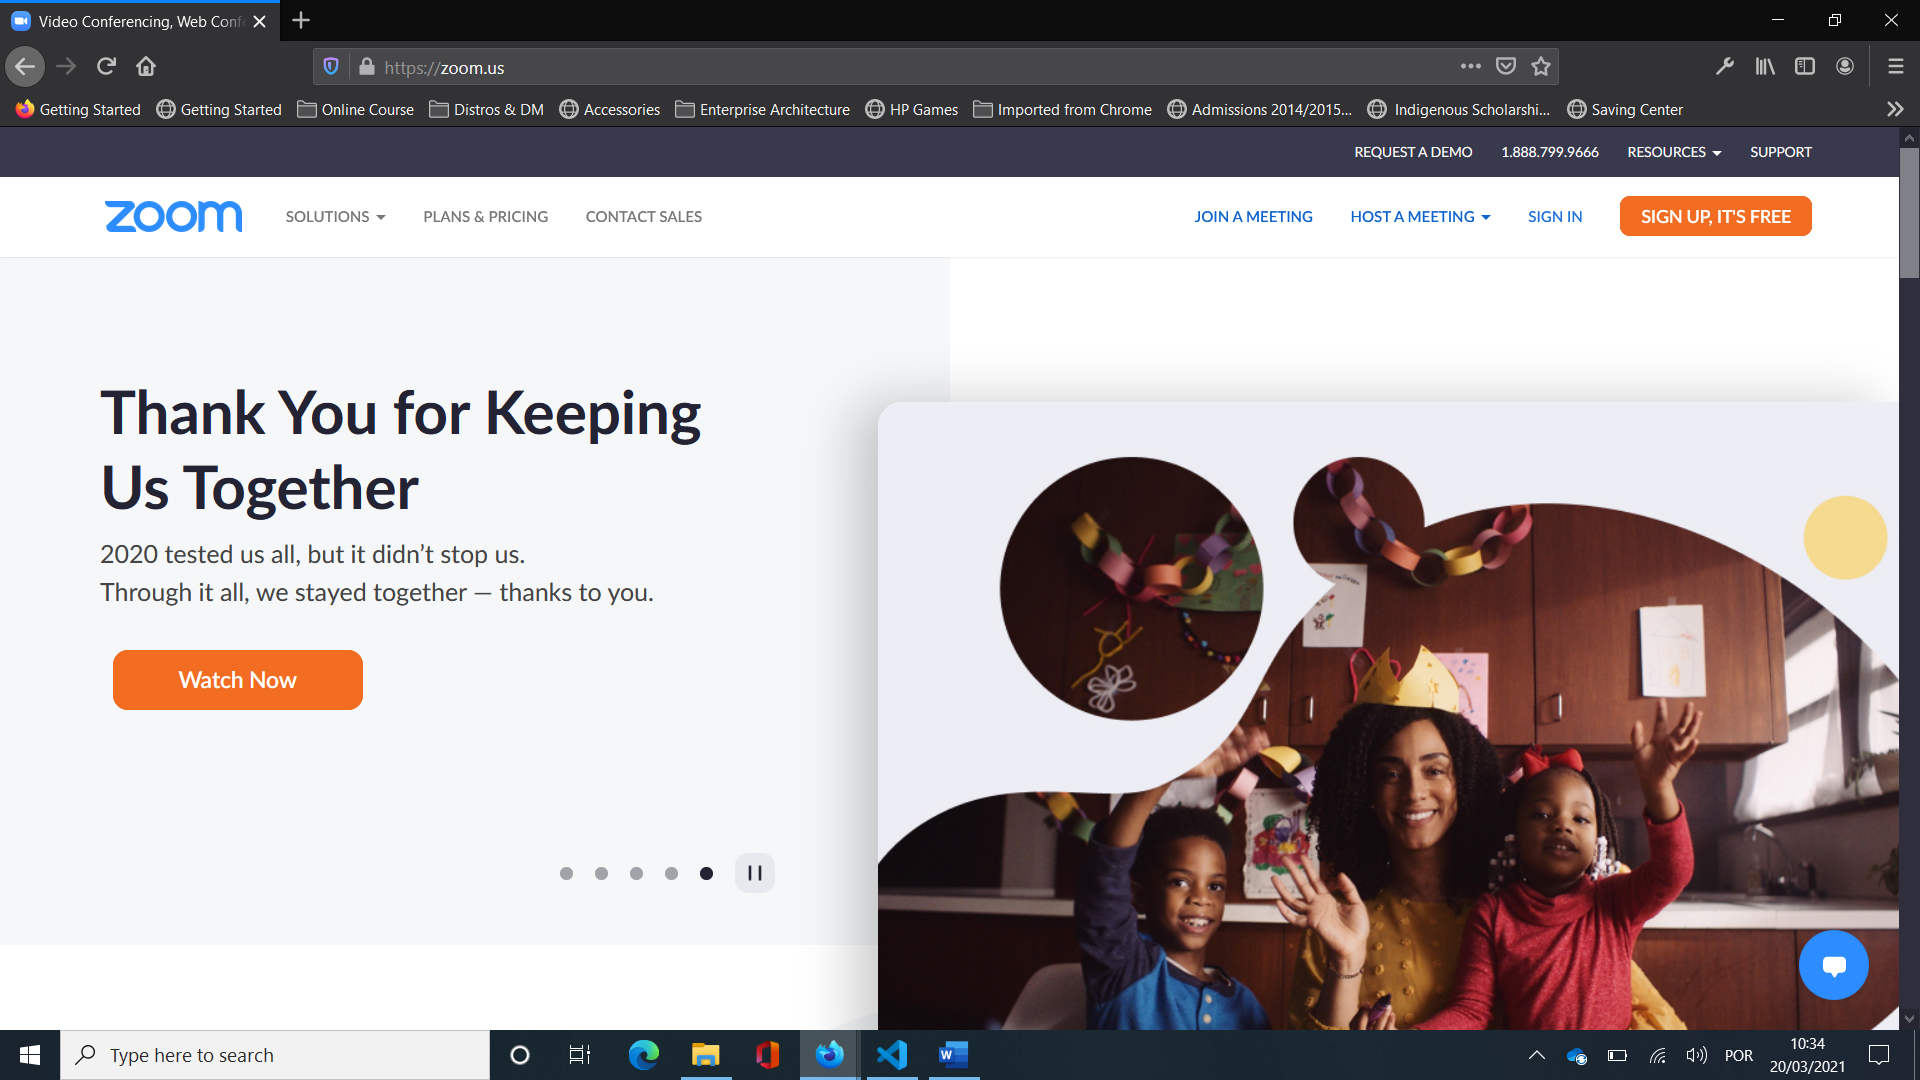 Video Conferencing, Web Conf
https://zoom.us
Getting Started
Getting Started
Online Course
Distros & DM
Accessories
Enterprise Architecture
HP Games
Imported from Chrome
Admissions 2014/2015...
Indigenous Scholarshi...
Saving Center
REQUEST A DEMO
1.888.799.9666
RESOURCES
SUPPORT
zoom
SOLUTIONS
PLANS & PRICING
CONTACT SALES
JOIN A MEETING
HOST A MEETING
SIGN IN
SIGN UP, IT'S FREE
Thank You for Keeping
Us Together
2020 tested us all, but it didn’t stop us.
Through it all, we stayed together — thanks to you.
Watch Now
Type here to search
POR
10:34
20/03/2021